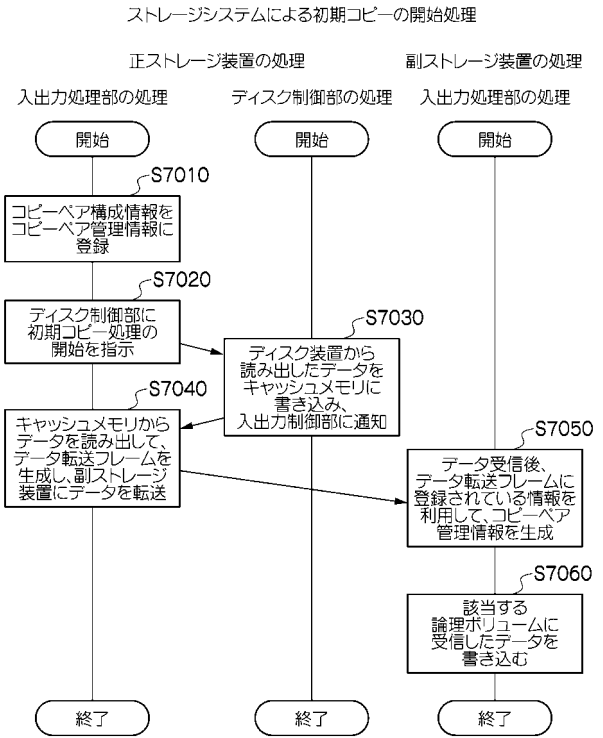 ストレージシステムによる初期コピーの開始処理
正ストレージ装置の処理
副ストレージ装置の処理
入出力処理部の処理
ディスク制御部の処理
入出力処理部の処理
開始
開始
開始
S7010
コピーペア構成情報を
コピーペア管理情報に
登録
S7020
ディスク制御部に
初期コピー処理の
開始を指示
S7030
ディスク装置から
読み出したデータを
キャッシュメモリに
書き込み、
入出力制御部に通知
S7040
キャッシュメモリから
データを読み出して、
データ転送フレームを
生成し、副ストレージ
装置にデータを転送
S7050
データ受信後、
データ転送フレームに
登録されている情報を
利用して、コピーペア
管理情報を生成
S7060
該当する
論理ボリュームに
受信したデータを
書き込む
終了
終了
終了